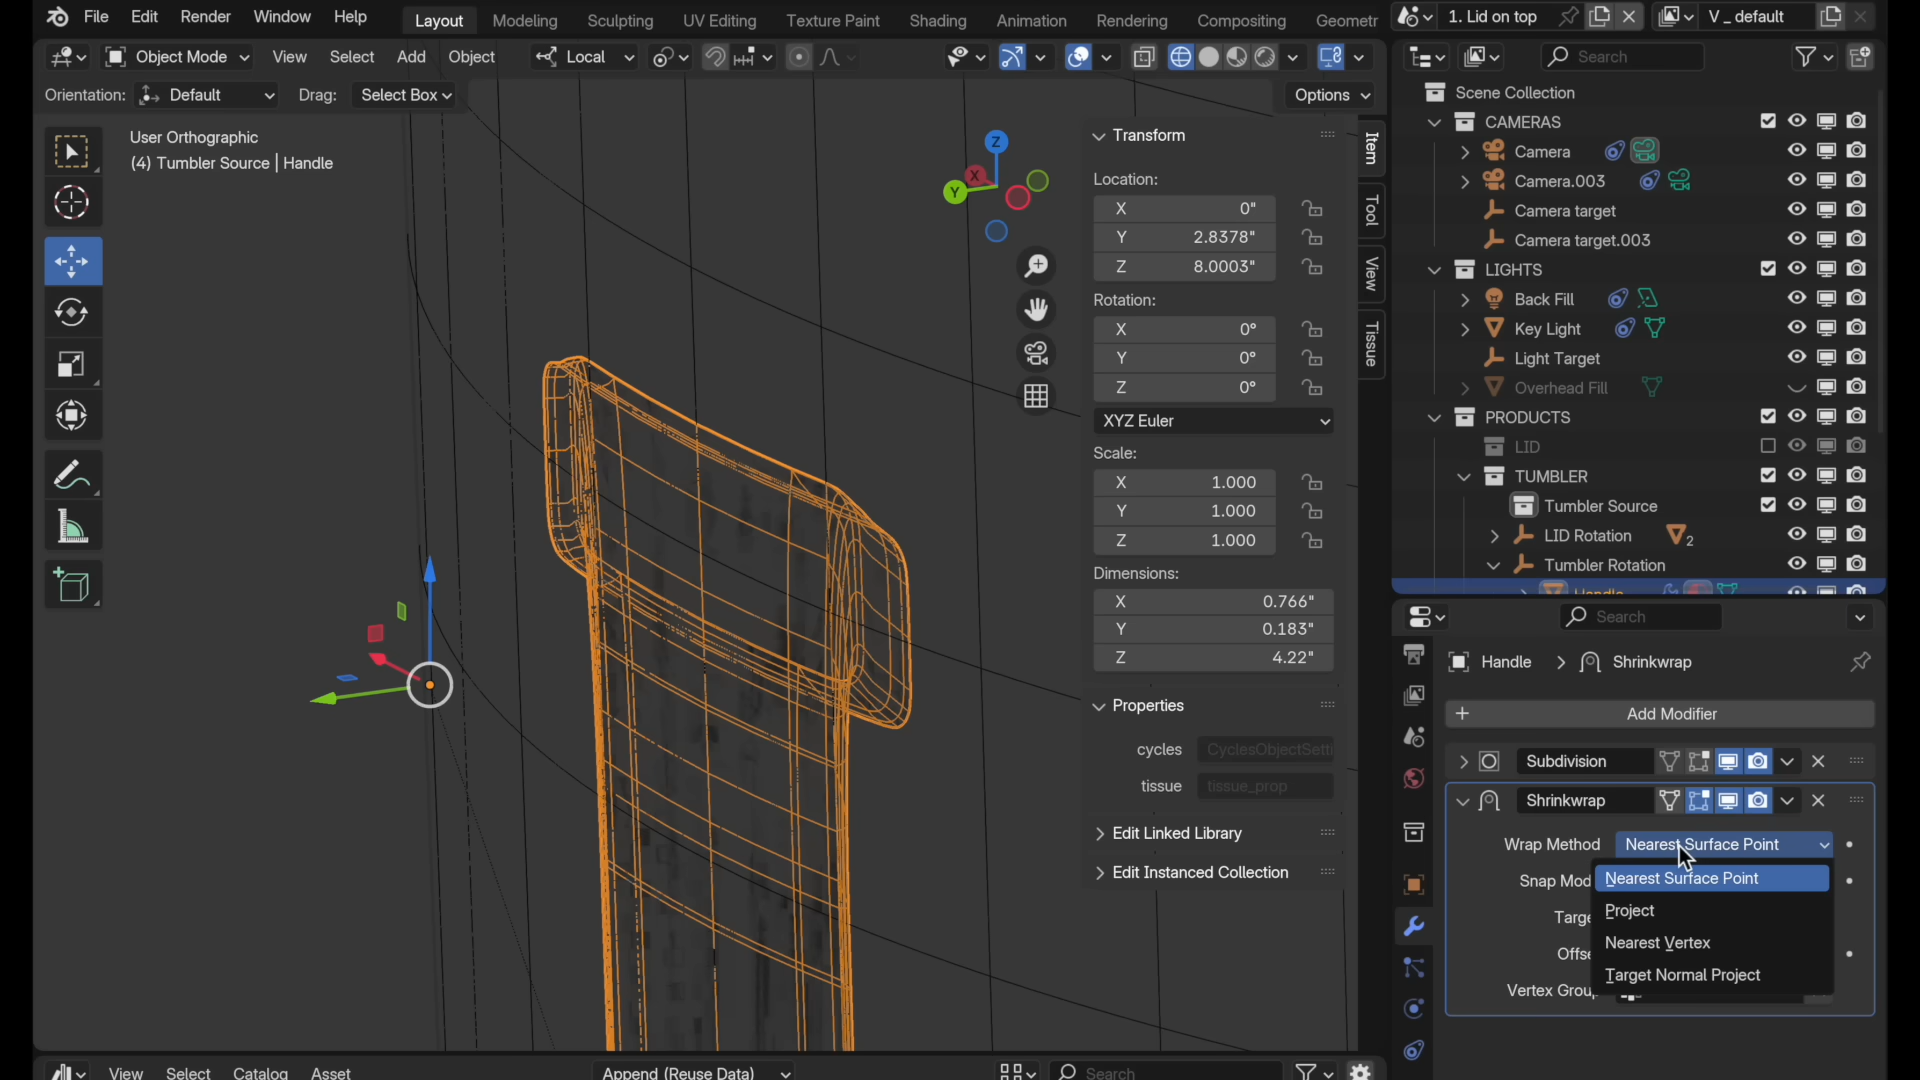 File Edit Render Window Help Layout Modeling Sculpting UV Editing Texture Paint Shading Animation Rendering Compositing Geometr 1. Lid on top V _ default
Object Mode View Select Add Object Local Search
Orientation: Default Drag: Select Box Options
User Orthographic
(4) Tumbler Source | Handle
Z
X
Y
Transform
Location:
X 0"
Y 2.8378"
Z 8.0003"
Rotation:
X 0°
Y 0°
Z 0°
XYZ Euler
Scale:
X 1.000
Y 1.000
Z 1.000
Dimensions:
X 0.766"
Y 0.183"
Z 4.22"
Properties
cycles CyclesObjectSetti
tissue tissue_prop
Edit Linked Library
Edit Instanced Collection
Item
Tool
View
Tissue
Scene Collection
CAMERAS
Camera
Camera.003
Camera target
Camera target.003
LIGHTS
Back Fill
Key Light
Light Target
Overhead Fill
PRODUCTS
LID
TUMBLER
Tumbler Source
LID Rotation 2
Tumbler Rotation
Handle
Search
Handle Shrinkwrap
+ Add Modifier
Subdivision
Shrinkwrap
Wrap Method Nearest Surface Point
Snap Mod Nearest Surface Point
Project
Targe
Nearest Vertex
Offse
Target Normal Project
Vertex Grou
View Select Catalog Asset Append (Reuse Data) Search